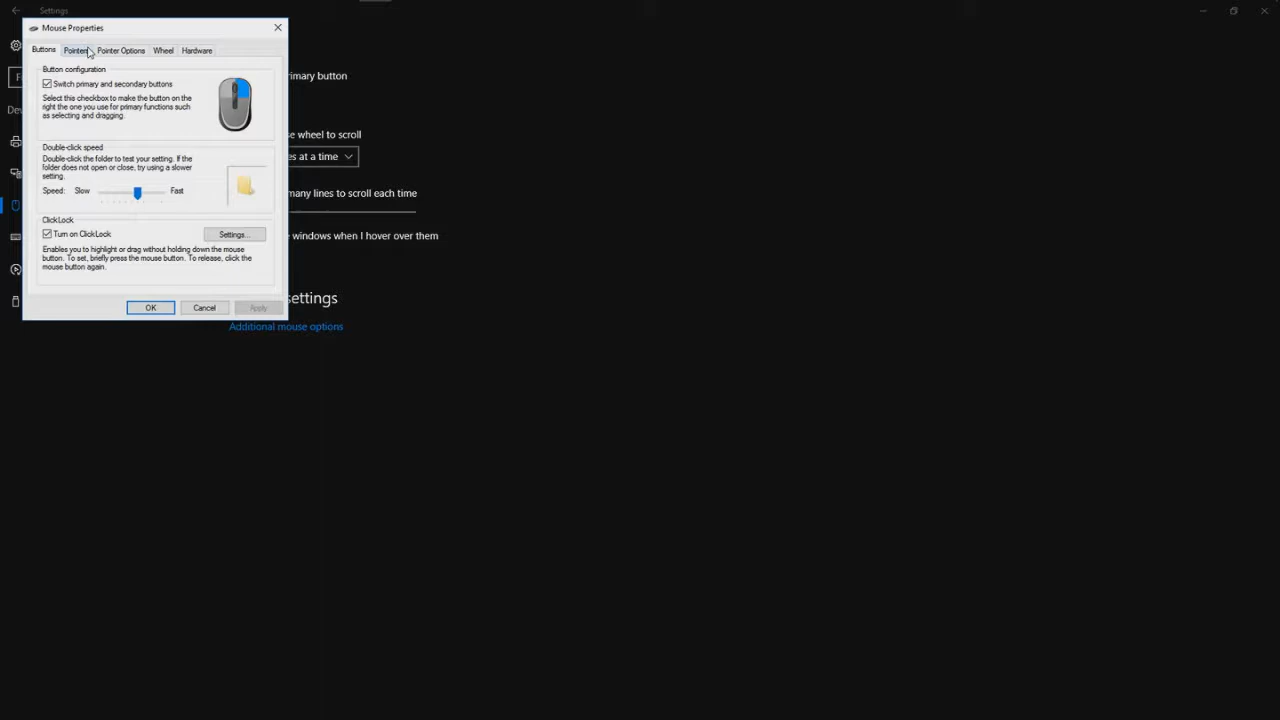 Settings
Mouse Properties
Buttons Pointers Pointer Options Wheel Hardware
Button configuration
Switch primary and secondary buttons
Select this checkbox to make the button on the
right the one you use for primary functions such
as selecting and dragging.
Double-click speed
Double-click the folder to test your setting. If the
folder does not open or close, try using a slower
setting.
Speed: Slow Fast
ClickLock
Turn on ClickLock
Settings...
Enables you to highlight or drag without holding down the mouse
button. To set, briefly press the mouse button. To release, click the
mouse button again.
OK Cancel Apply
imary button
e wheel to scroll
es at a time
many lines to scroll each time
windows when I hover over them
settings
Additional mouse options